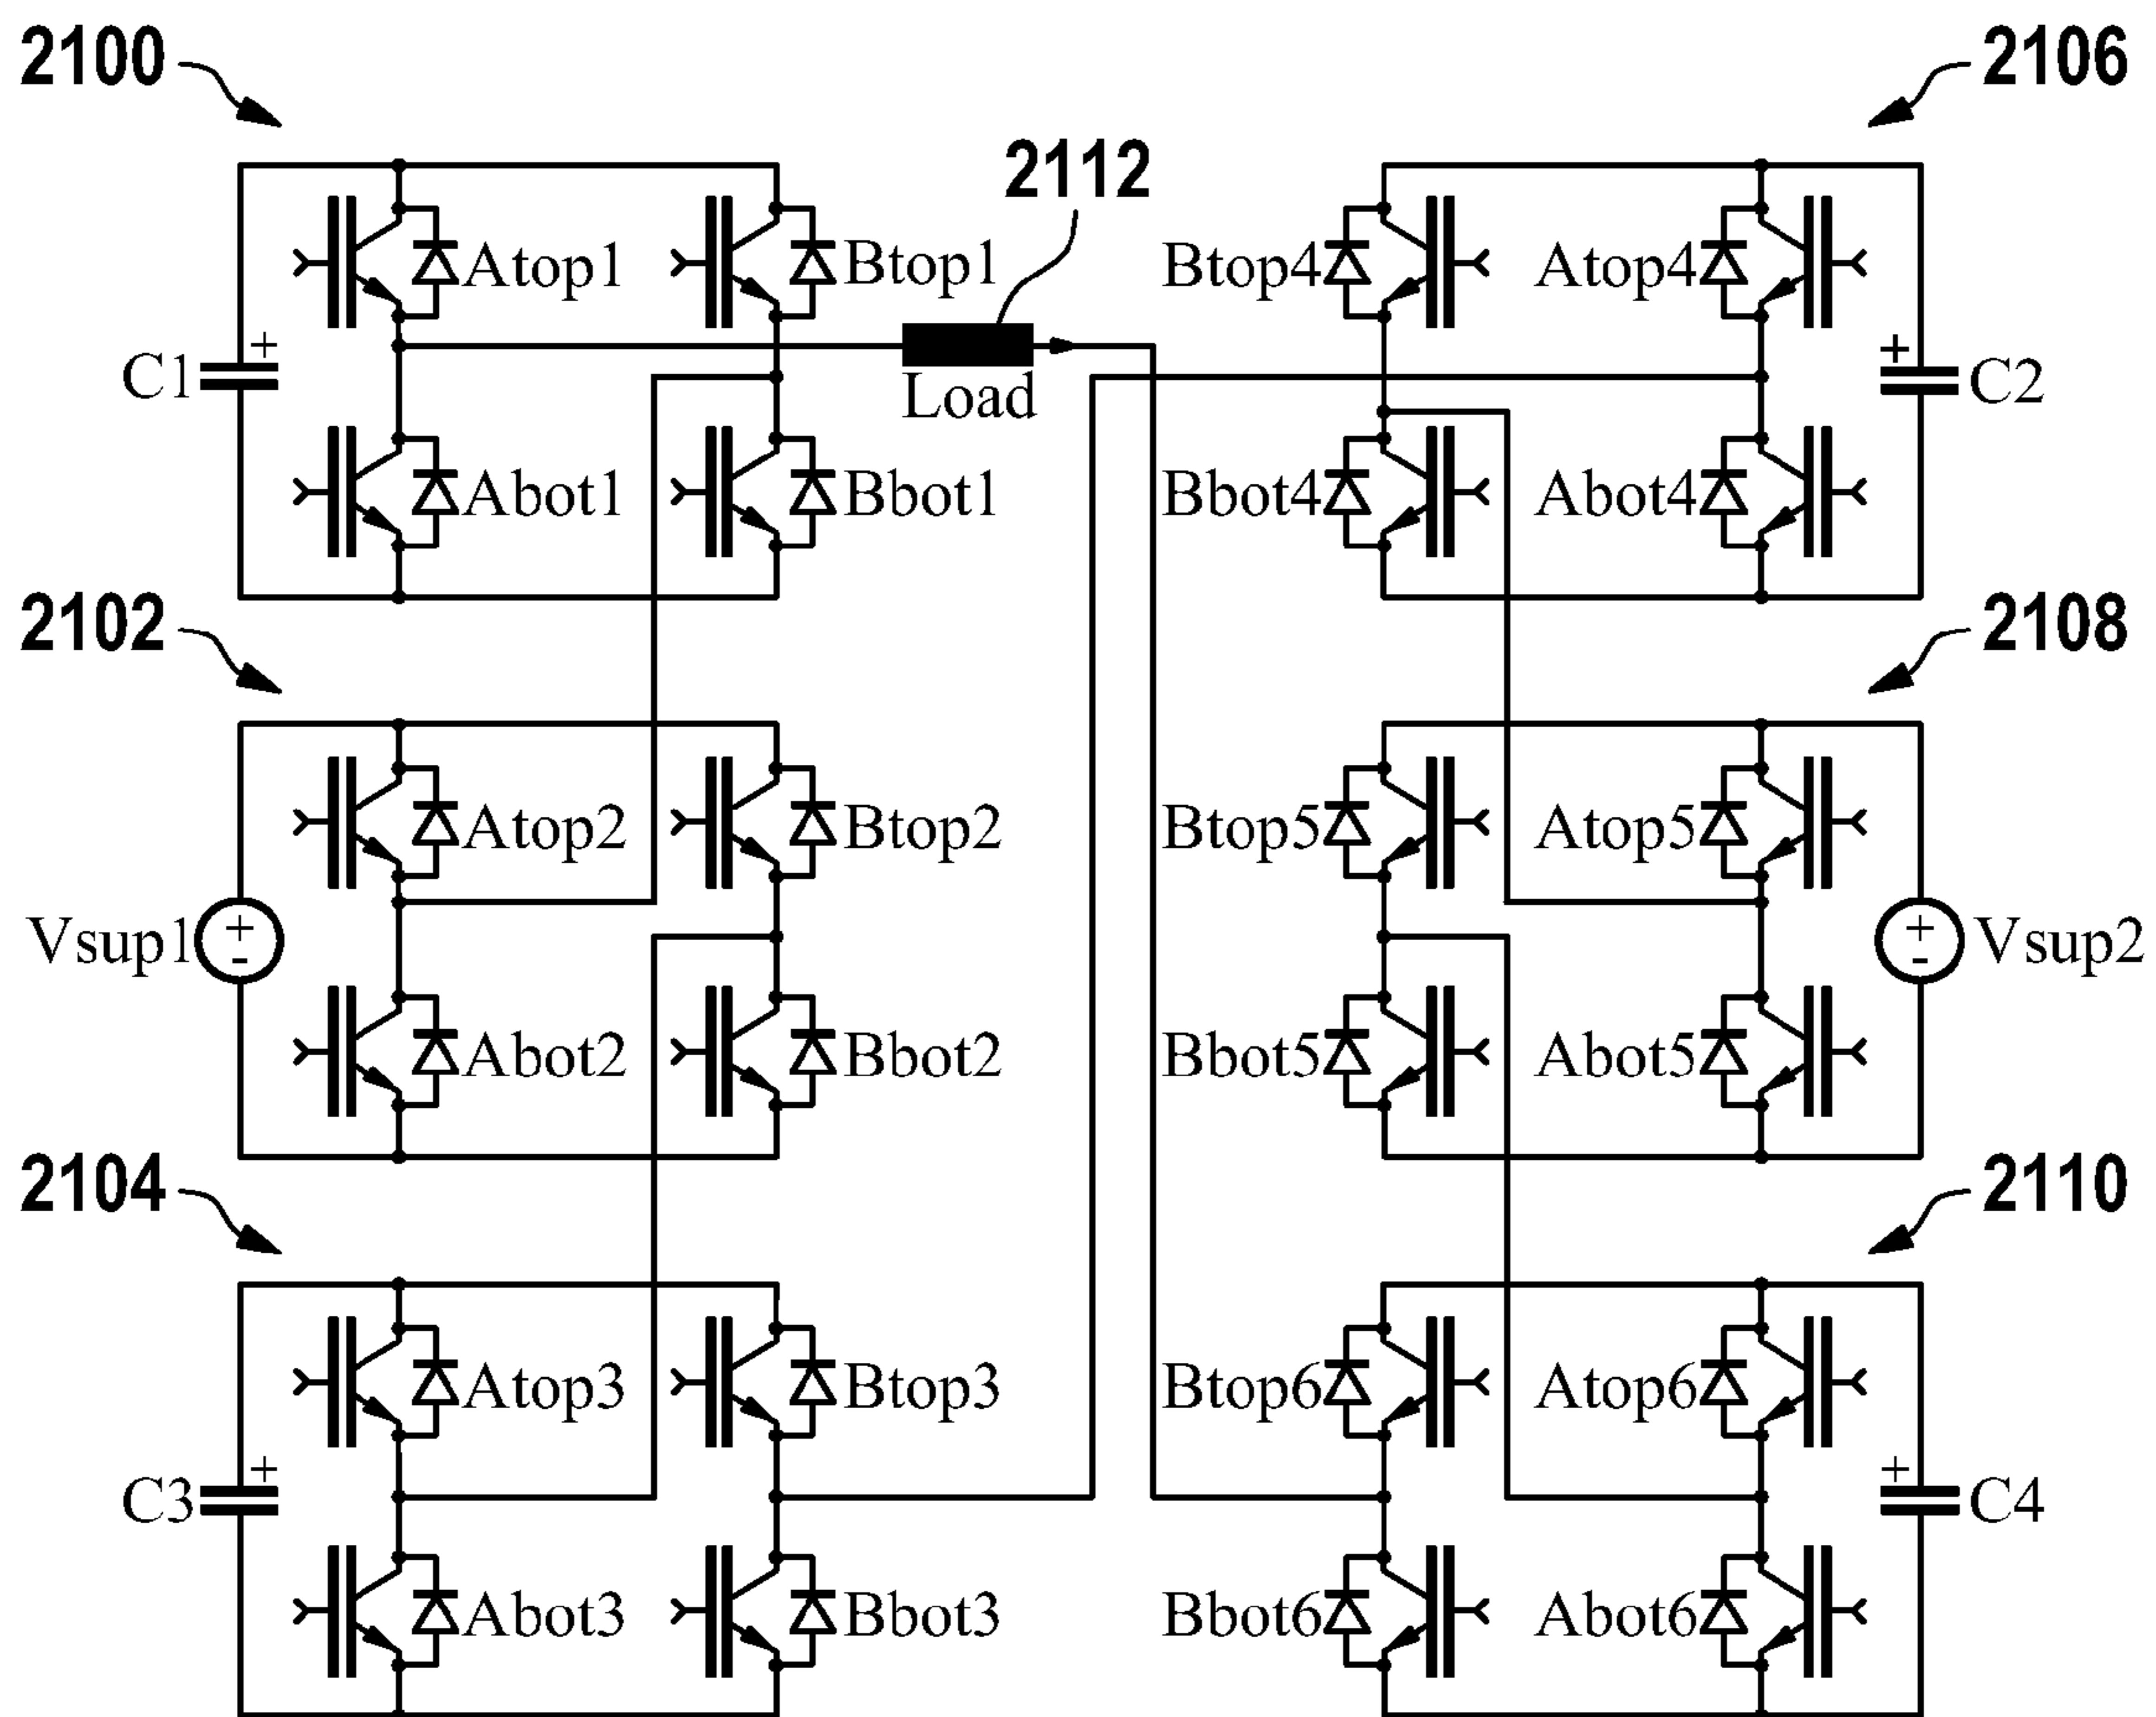 2100
2106
2112
Atop1
Btop1
Btop4
Atop4
+
+
C1
Load
C2
Abot1
Bbot1
Bbot4
Abot4
2102
2108
Atop2
Btop2
Btop5
Atop5
Vsup1
+
-
+
-
Vsup2
Abot2
Bbot2
Bbot5
Abot5
2104
2110
Atop3
Btop3
Btop6
Atop6
+
+
C3
C4
Abot3
Bbot3
Bbot6
Abot6